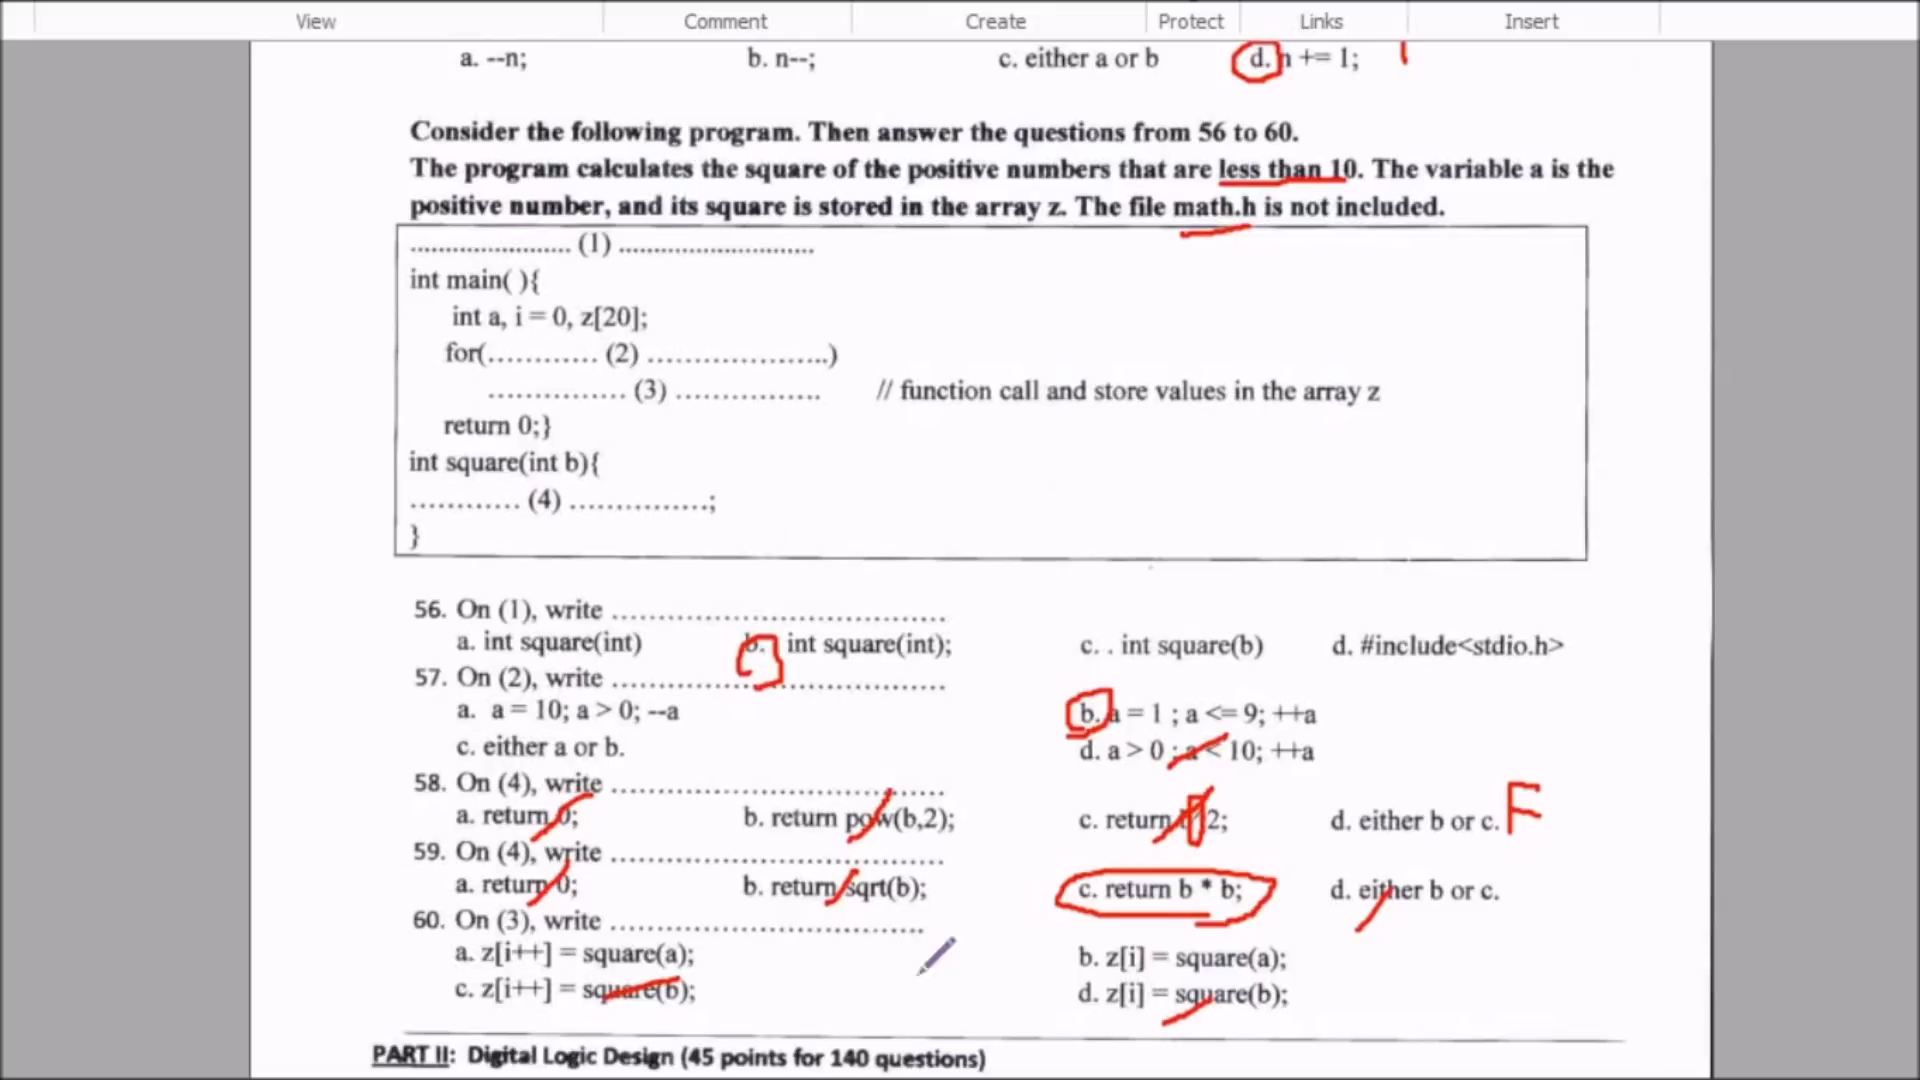 View Comment Create Protect Links Insert
a. --n; b. n--; c. either a or b d. n += 1;
Consider the following program. Then answer the questions from 56 to 60.
The program calculates the square of the positive numbers that are less than 10. The variable a is the
positive number, and its square is stored in the array z. The file math.h is not included.
........................ (1) .............................
int main( ){
int a, i = 0, z[20];
for(............ (2) .....................)
............... (3) ................ // function call and store values in the array z
return 0;}
int square(int b){
............ (4) ...............;
}
56. On (1), write .......................................
a. int square(int) b. int square(int); c. . int square(b) d. #include<stdio.h>
57. On (2), write .......................................
a. a = 10; a > 0; --a b. a = 1 ; a <= 9; ++a
c. either a or b. d. a > 0 ; a < 10; ++a
58. On (4), write .......................................
a. return 0; b. return pow(b,2); c. return 2; d. either b or c. F
59. On (4), write .......................................
a. return 0; b. return sqrt(b); c. return b * b; d. either b or c.
60. On (3), write .....................................
a. z[i++] = square(a); b. z[i] = square(a);
c. z[i++] = square(b); d. z[i] = square(b);
PART II: Digital Logic Design (45 points for 140 questions)